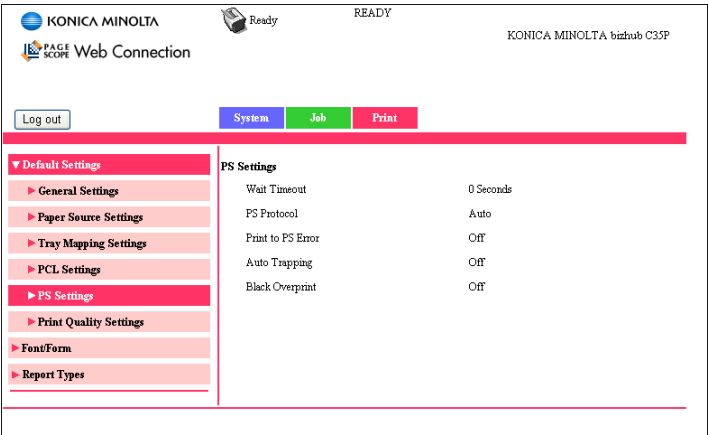 KONICA MINOLTA
Ready
READY
KONICA MINOLTA bizhub C35P
PAGE SCOPE Web Connection
Log out
System Job Print
▼Default Settings
►General Settings
►Paper Source Settings
►Tray Mapping Settings
►PCL Settings
►PS Settings
►Print Quality Settings
►Font/Form
►Report Types
PS Settings
Wait Timeout 0 Seconds
PS Protocol Auto
Print to PS Error Off
Auto Trapping Off
Black Overprint Off